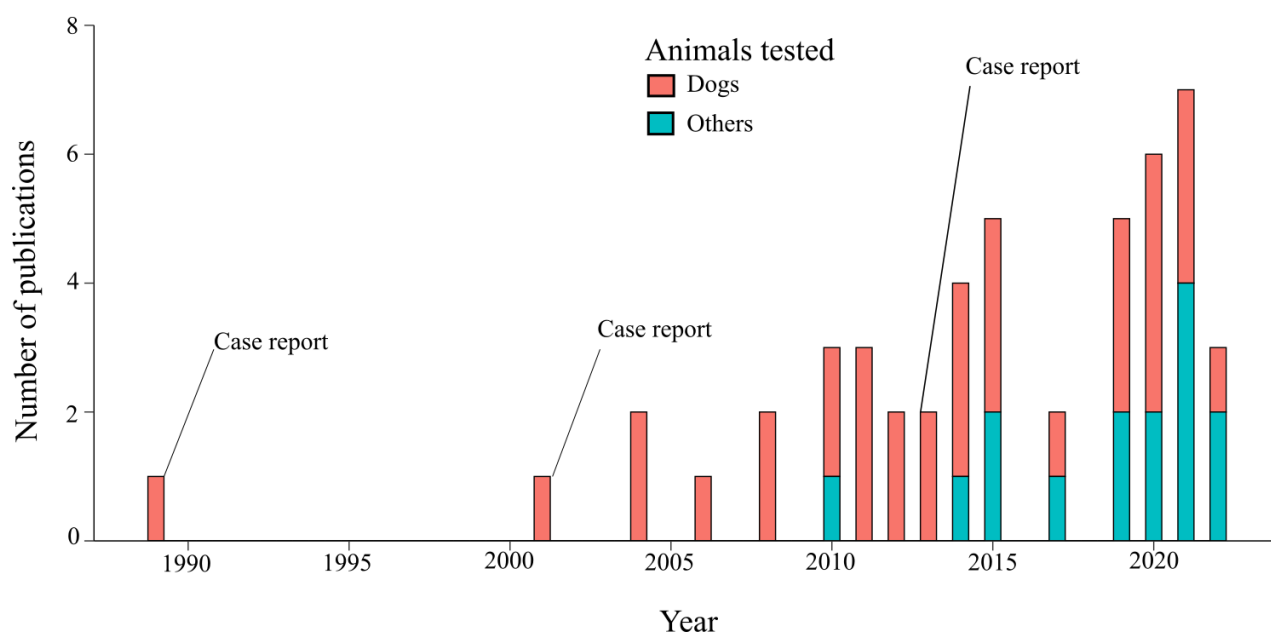 8
6
4
2
0
Number of publications
Animals tested
Dogs
Others
Case report
Case report
Case report
1990
1995
2000
2005
2010
2015
2020
Year